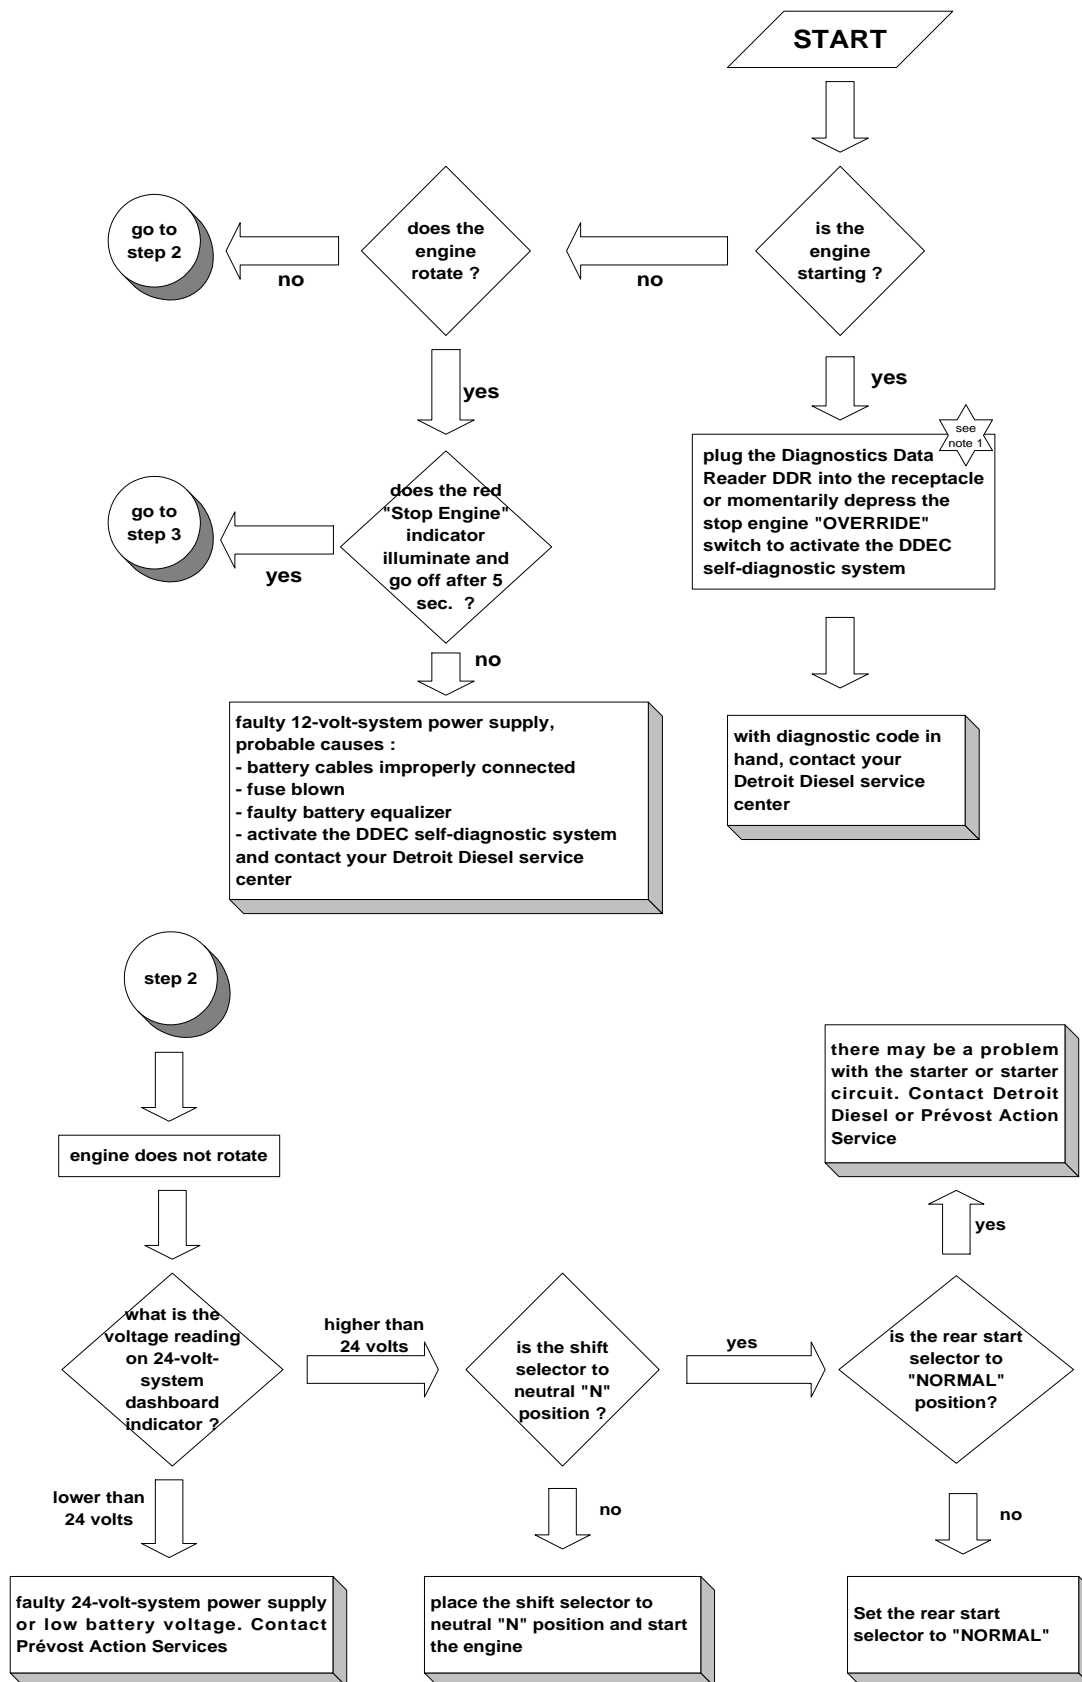 START
is the
engine
starting ?
no
does the
engine
rotate ?
no
go to
step 2
yes
yes
see
note 1
plug the Diagnostics Data
Reader DDR into the receptacle
or momentarily depress the
stop engine "OVERRIDE"
switch to activate the DDEC
self-diagnostic system
does the red
"Stop Engine"
indicator
illuminate and
go off after 5
sec. ?
yes
go to
step 3
no
faulty 12-volt-system power supply,
probable causes :
- battery cables improperly connected
- fuse blown
- faulty battery equalizer
- activate the DDEC self-diagnostic system
and contact your Detroit Diesel service
center
with diagnostic code in
hand, contact your
Detroit Diesel service
center
step 2
engine does not rotate
what is the
voltage reading
on 24-volt-
system
dashboard
indicator ?
higher than
24 volts
is the shift
selector to
neutral "N"
position ?
yes
is the rear start
selector to
"NORMAL"
position?
yes
there may be a problem
with the starter or starter
circuit. Contact Detroit
Diesel or Prévost Action
Service
lower than
24 volts
no
no
faulty 24-volt-system power supply
or low battery voltage. Contact
Prévost Action Services
place the shift selector to
neutral "N" position and start
the engine
Set the rear start
selector to "NORMAL"